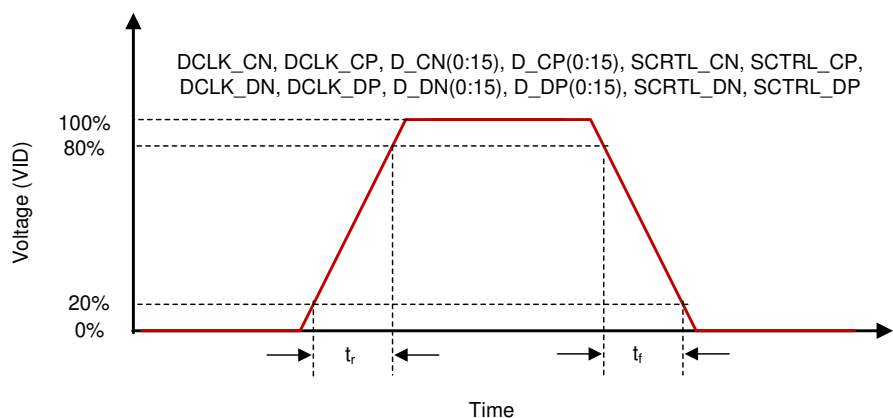 DCLK_CN, DCLK_CP, D_CN(0:15), D_CP(0:15), SCRTL_CN, SCTRL_CP,
DCLK_DN, DCLK_DP, D_DN(0:15), D_DP(0:15), SCRTL_DN, SCTRL_DP
100%
80%
Voltage (VID)
20%
0%
tr
tf
Time